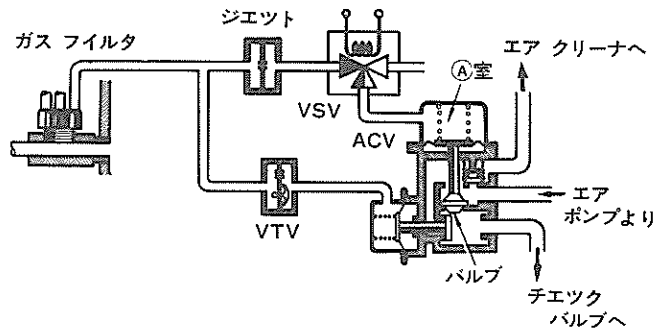 ジエツト
ガス フイルタ
エア クリーナへ
Ⓐ室
VSV
ACV
エア
ポンプより
VTV
バルブ
チエツク
バルブへ